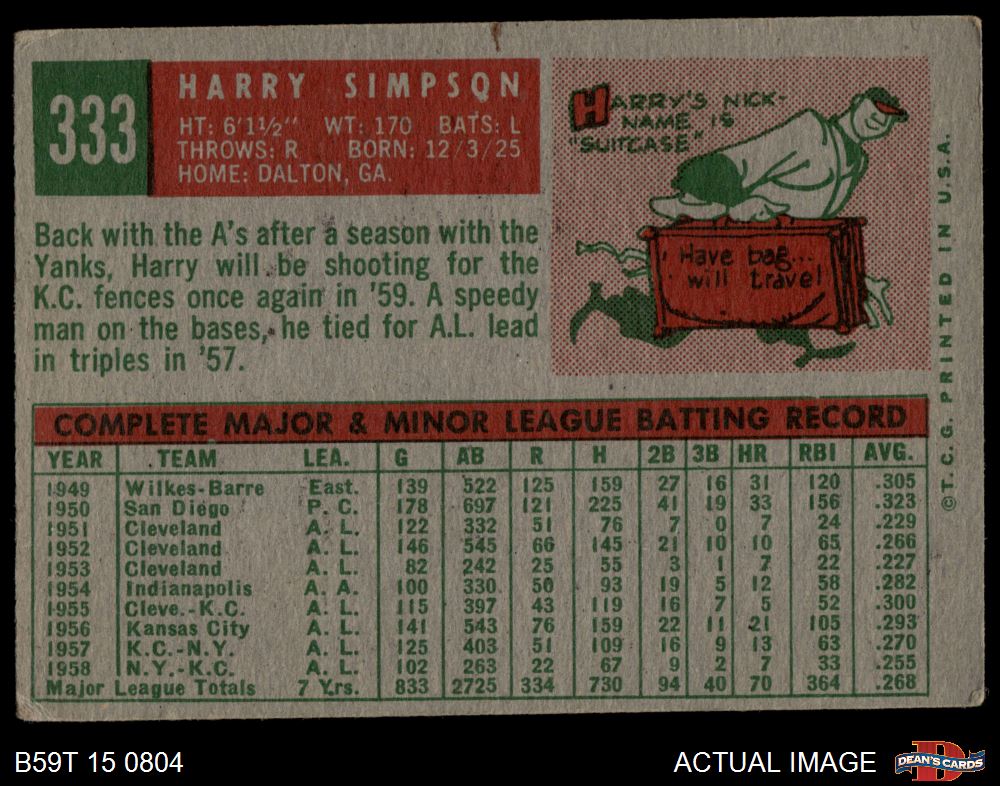 333
HARRY SIMPSON
HT: 6'1½" WT: 170 BATS: L
THROWS: R BORN: 12/3/25
HOME: DALTON, GA.
HARRY'S NICK-
NAME IS
"SUITCASE"
Have bag...
will travel
Back with the A's after a season with the
Yanks, Harry will be shooting for the
K.C. fences once again in '59. A speedy
man on the bases, he tied for A.L. lead
in triples in '57.
©T.C.G. PRINTED IN U.S.A.
COMPLETE MAJOR & MINOR LEAGUE BATTING RECORD
YEAR TEAM LEA. G AB R H 2B 3B HR RBI AVG.
1949 Wilkes-Barre East. 139 522 125 159 27 16 31 120 .305
1950 San Diego P. C. 178 697 121 225 41 19 33 156 .323
1951 Cleveland A. L. 122 332 51 76 7 0 7 24 .229
1952 Cleveland A. L. 146 545 66 145 21 10 10 65 .266
1953 Cleveland A. L. 82 242 25 55 3 1 7 22 .227
1954 Indianapolis A. A. 100 330 50 93 19 5 12 58 .282
1955 Cleve.-K.C. A. L. 115 397 43 119 16 7 5 52 .300
1956 Kansas City A. L. 141 543 76 159 22 11 21 105 .293
1957 K.C.-N.Y. A. L. 125 403 51 109 16 9 13 63 .270
1958 N.Y.-K.C. A. L. 102 263 22 67 9 2 7 33 .255
Major League Totals 7 Yrs. 833 2725 334 730 94 40 70 364 .268
B59T 15 0804
ACTUAL IMAGE
DEAN'S CARDS